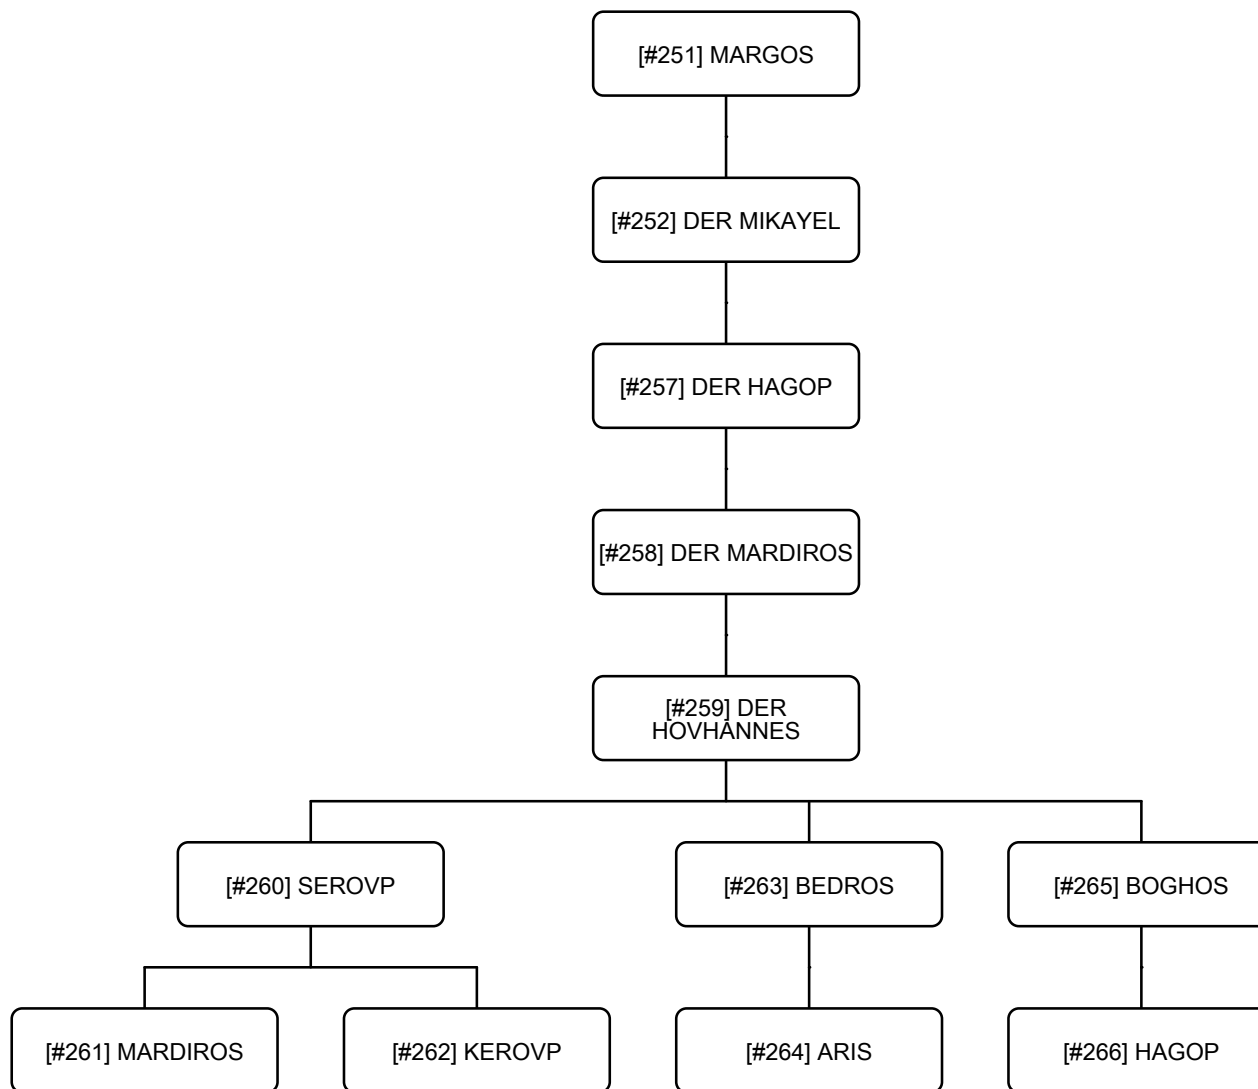 [#251] MARGOS
[#252] DER MIKAYEL
[#257] DER HAGOP
[#258] DER MARDIROS
[#259] DER
HOVHANNES
[#260] SEROVP
[#263] BEDROS
[#265] BOGHOS
[#261] MARDIROS
[#262] KEROVP
[#264] ARIS
[#266] HAGOP